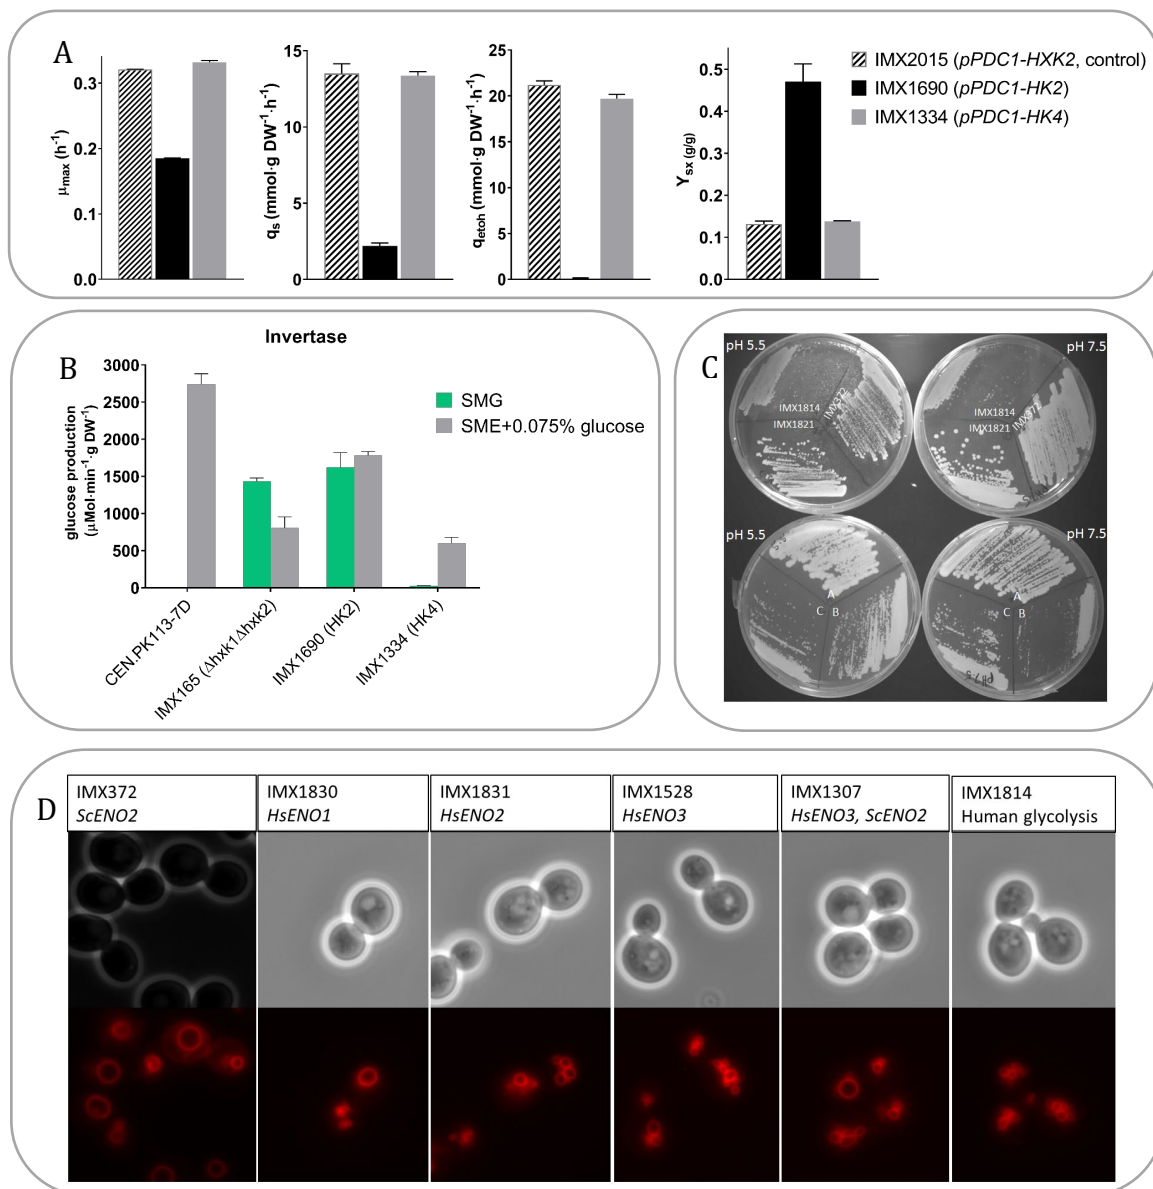 A
μmax (h-1)
0.3
0.2
0.1
0.0
qs (mmol·g DW-1·h-1)
15
10
5
0
qetoh (mmol·g DW-1·h-1)
25
20
15
10
5
0
Ysx (g/g)
0.5
0.4
0.3
0.2
0.1
0.0
IMX2015 (pPDC1-HXK2, control)
IMX1690 (pPDC1-HK2)
IMX1334 (pPDC1-HK4)
B
Invertase
glucose production
(μMol·min-1·g DW-1)
3000
2500
2000
1500
1000
500
0
SMG
SME+0.075% glucose
CEN.PK113-7D
IMX165 (Δhxk1Δhxk2)
IMX1690 (HK2)
IMX1334 (HK4)
C
pH 5.5
IMX1814
IMX1821
IMX372
pH 7.5
IMX1814
IMX1821
IMX372
pH 5.5
A
C B
pH 7.5
A
C B
pH 7.5
D
IMX372
ScENO2
IMX1830
HsENO1
IMX1831
HsENO2
IMX1528
HsENO3
IMX1307
HsENO3, ScENO2
IMX1814
Human glycolysis